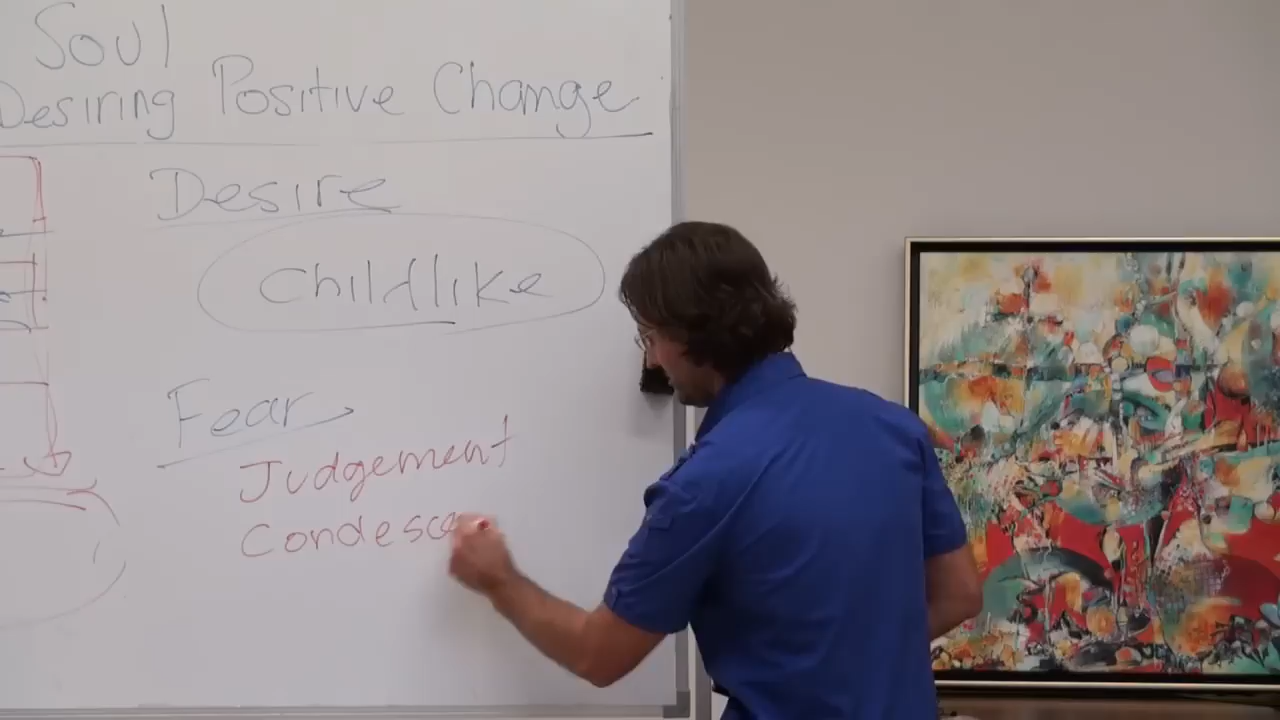 Soul
Desiring Positive Change
Desire
Childlike
Fear
Judgement
Condesce